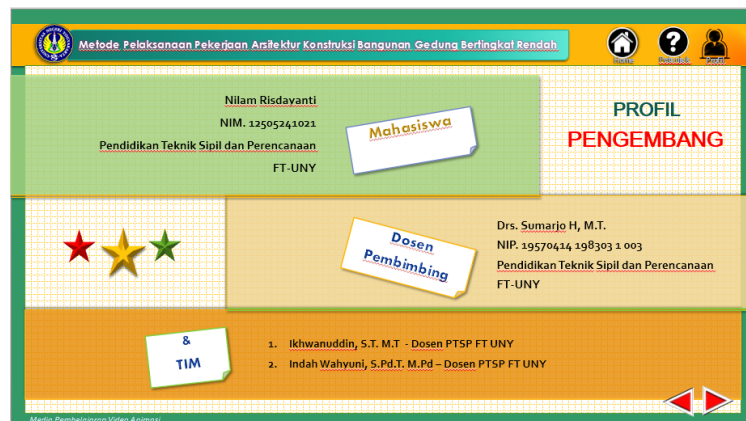 Metode Pelaksanaan Pekerjaan Arsitektur Konstruksi Bangunan Gedung Bertingkat Rendah
Home
Profil
PROFIL
PENGEMBANG
Nilam Risdayanti
NIM. 12505241021
Pendidikan Teknik Sipil dan Perencanaan
FT-UNY
Mahasiswa
Dosen
Pembimbing
Drs. Sumarjo H, M.T.
NIP. 19570414 198303 1 003
Pendidikan Teknik Sipil dan Perencanaan
FT-UNY
&
TIM
1. Ikhwanuddin, S.T. M.T - Dosen PTSP FT UNY
2. Indah Wahyuni, S.Pd.T. M.Pd – Dosen PTSP FT UNY
Media Pembelajaran Video Animasi